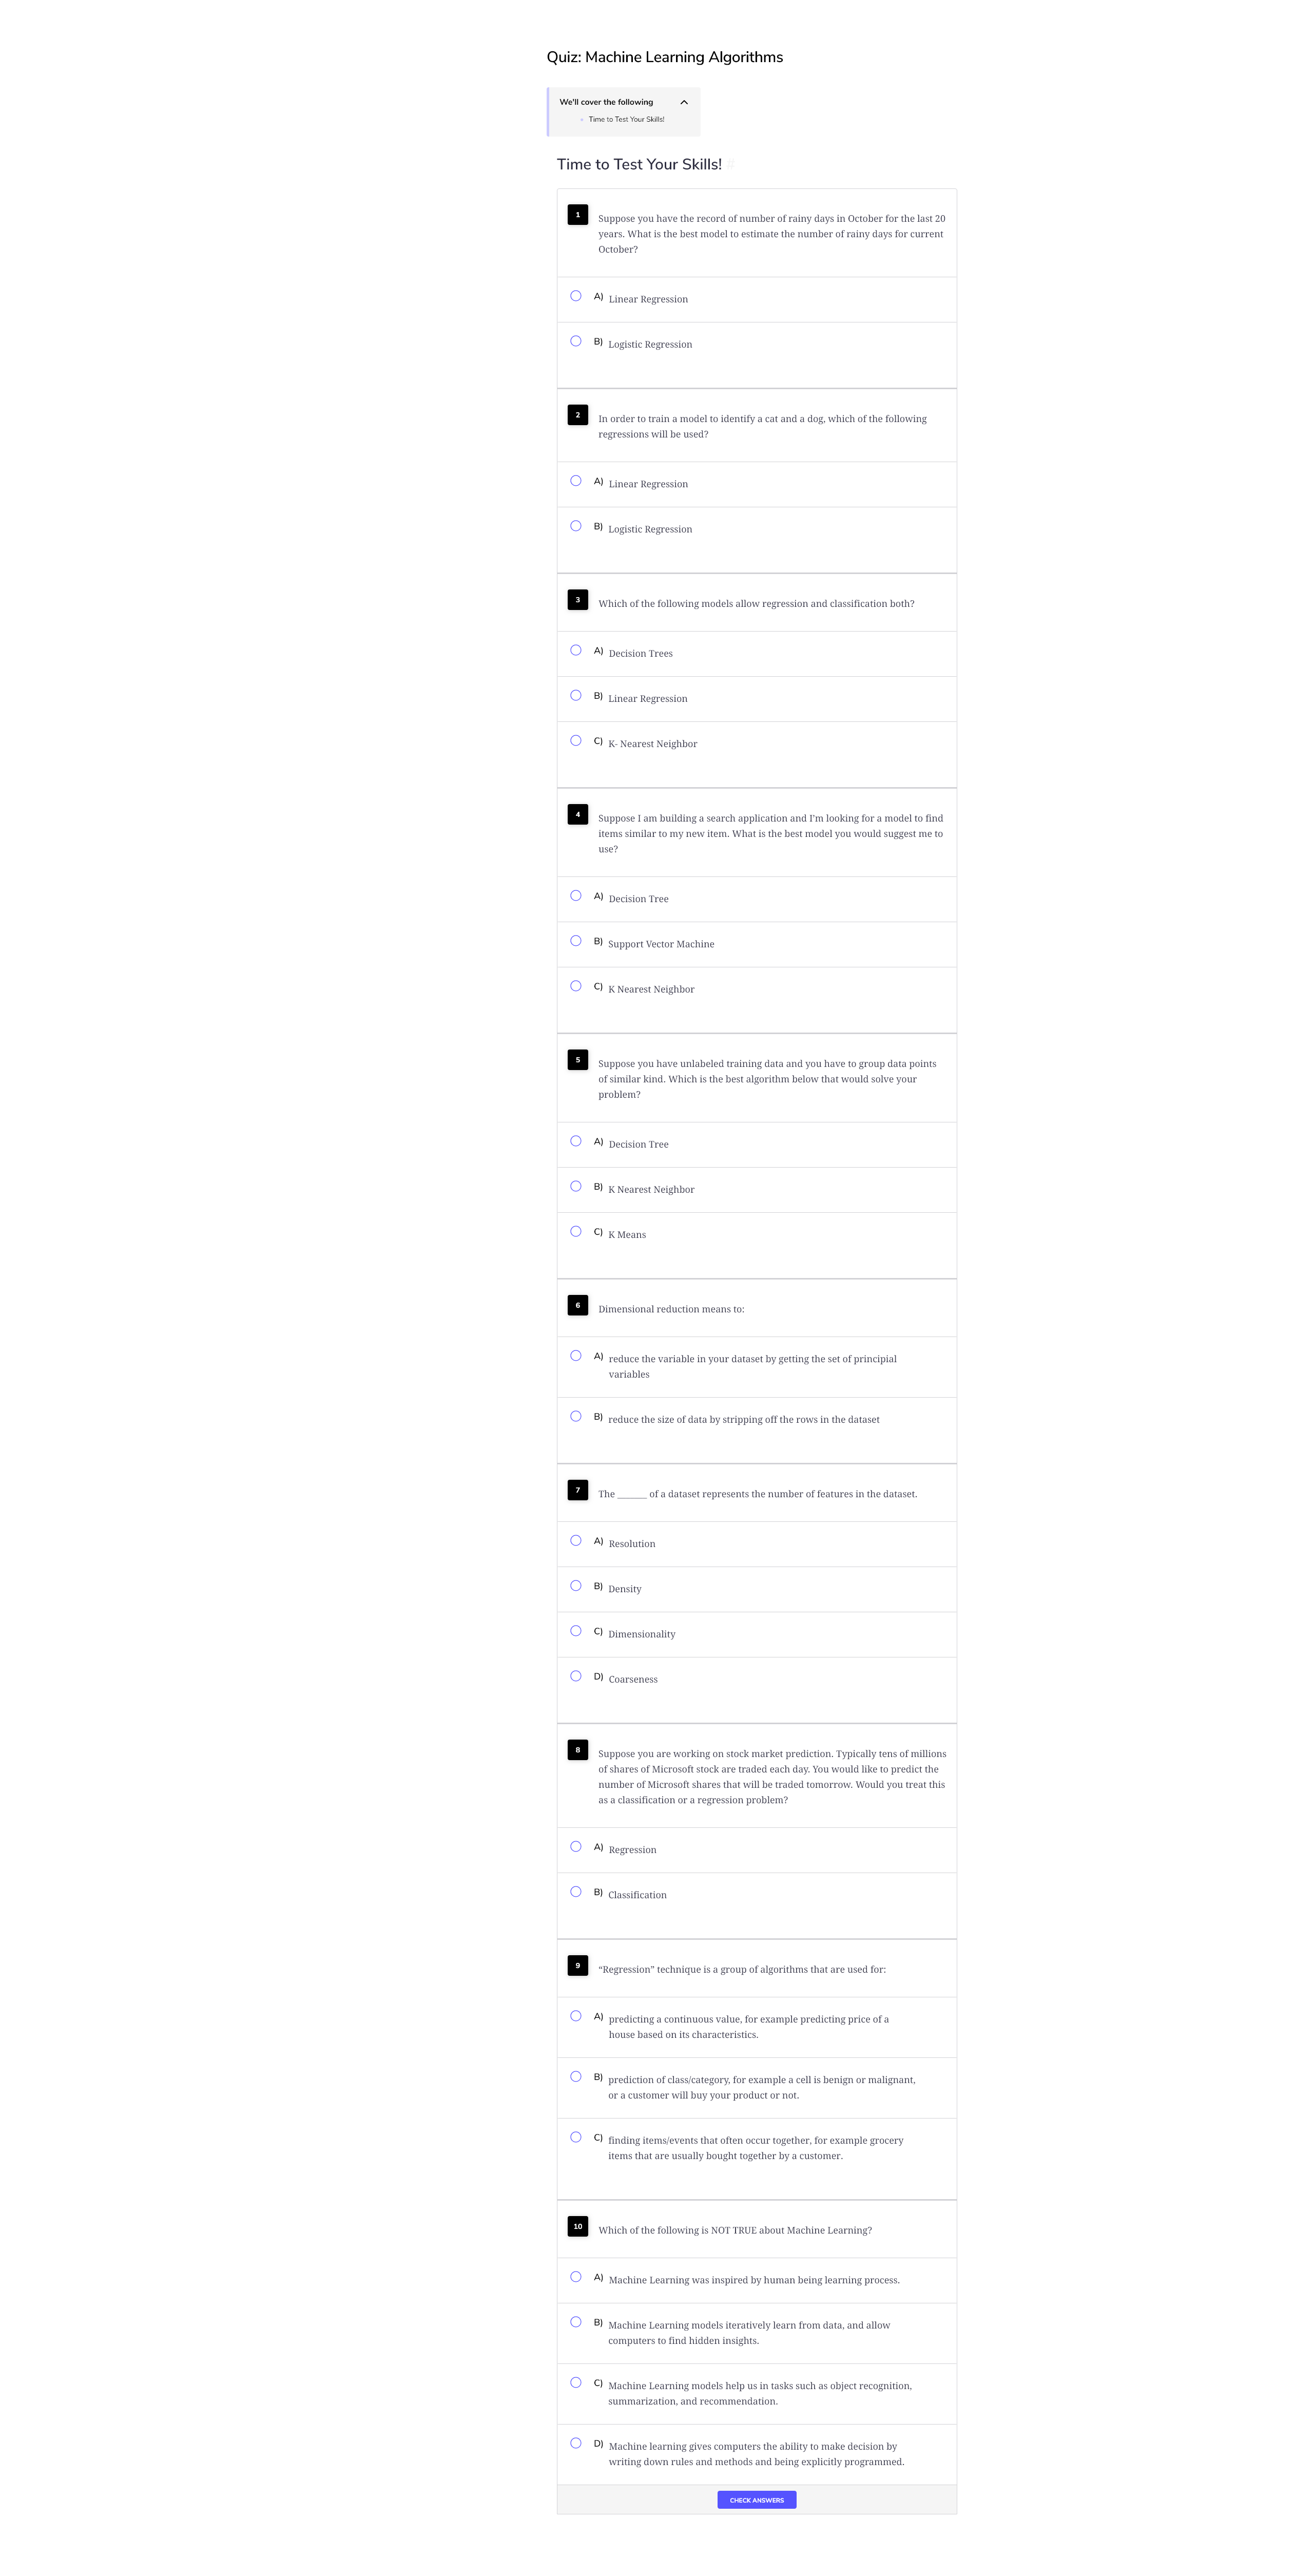 Quiz: Machine Learning Algorithms
We'll cover the following
Time to Test Your Skills!
Time to Test Your Skills! #
1
Suppose you have the record of number of rainy days in October for the last 20
years. What is the best model to estimate the number of rainy days for current
October?
A) Linear Regression
B) Logistic Regression
2
In order to train a model to identify a cat and a dog, which of the following
regressions will be used?
A) Linear Regression
B) Logistic Regression
3
Which of the following models allow regression and classification both?
A) Decision Trees
B) Linear Regression
C) K- Nearest Neighbor
4
Suppose I am building a search application and I'm looking for a model to find
items similar to my new item. What is the best model you would suggest me to
use?
A) Decision Tree
B) Support Vector Machine
C) K Nearest Neighbor
5
Suppose you have unlabeled training data and you have to group data points
of similar kind. Which is the best algorithm below that would solve your
problem?
A) Decision Tree
B) K Nearest Neighbor
C) K Means
6
Dimensional reduction means to:
A) reduce the variable in your dataset by getting the set of principial
variables
B) reduce the size of data by stripping off the rows in the dataset
7
The ______ of a dataset represents the number of features in the dataset.
A) Resolution
B) Density
C) Dimensionality
D) Coarseness
8
Suppose you are working on stock market prediction. Typically tens of millions
of shares of Microsoft stock are traded each day. You would like to predict the
number of Microsoft shares that will be traded tomorrow. Would you treat this
as a classification or a regression problem?
A) Regression
B) Classification
9
“Regression” technique is a group of algorithms that are used for:
A) predicting a continuous value, for example predicting price of a
house based on its characteristics.
B) prediction of class/category, for example a cell is benign or malignant,
or a customer will buy your product or not.
C) finding items/events that often occur together, for example grocery
items that are usually bought together by a customer.
10
Which of the following is NOT TRUE about Machine Learning?
A) Machine Learning was inspired by human being learning process.
B) Machine Learning models iteratively learn from data, and allow
computers to find hidden insights.
C) Machine Learning models help us in tasks such as object recognition,
summarization, and recommendation.
D) Machine learning gives computers the ability to make decision by
writing down rules and methods and being explicitly programmed.
CHECK ANSWERS